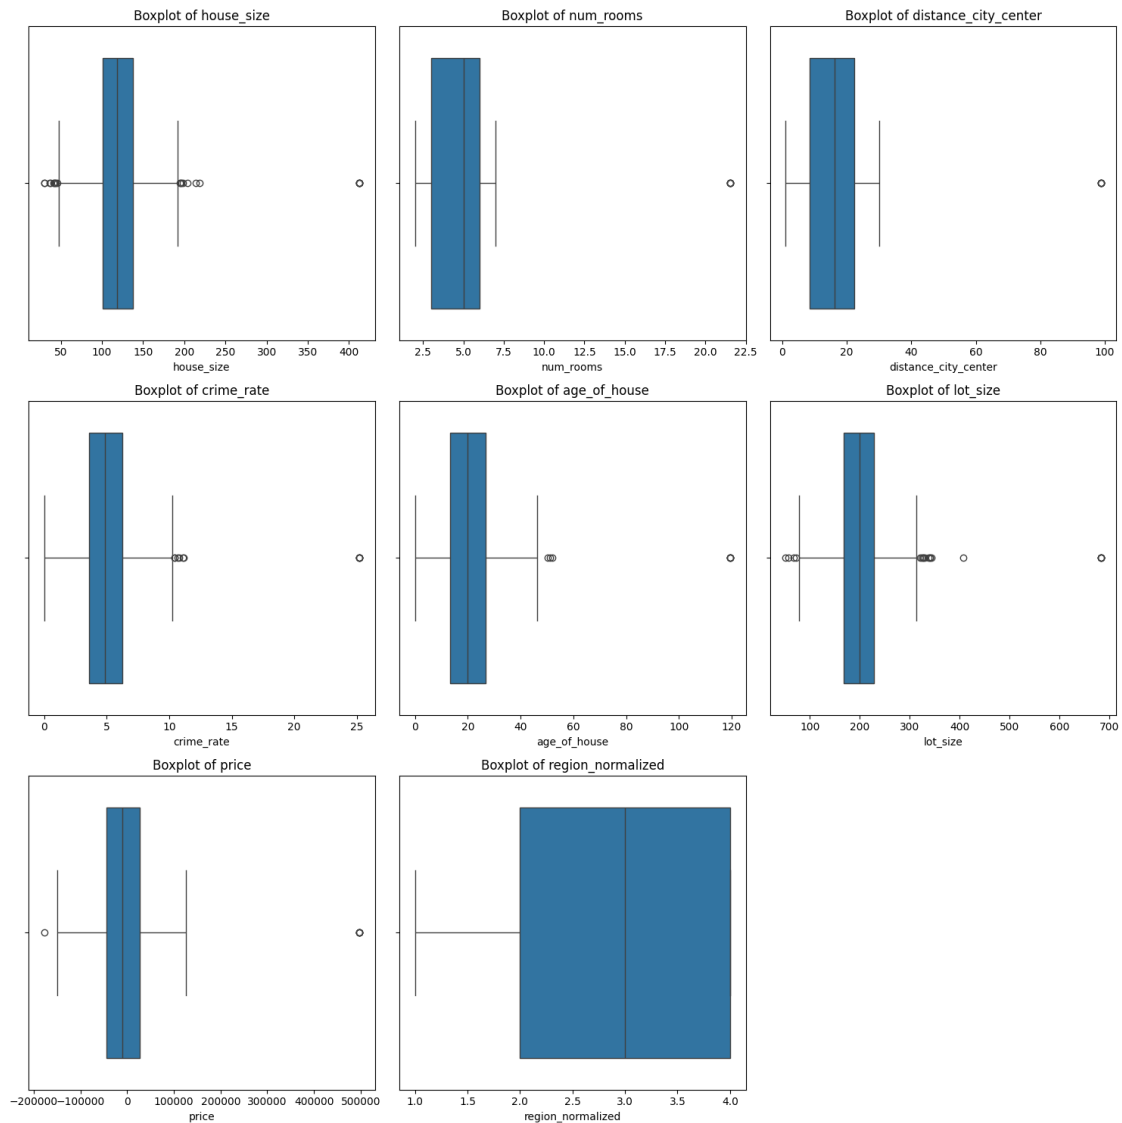 Boxplot of house_size
50 100 150 200 250 300 350 400
house_size
Boxplot of num_rooms
2.5 5.0 7.5 10.0 12.5 15.0 17.5 20.0 22.5
num_rooms
Boxplot of distance_city_center
0 20 40 60 80 100
distance_city_center
Boxplot of crime_rate
0 5 10 15 20 25
crime_rate
Boxplot of age_of_house
0 20 40 60 80 100 120
age_of_house
Boxplot of lot_size
100 200 300 400 500 600 700
lot_size
Boxplot of price
−200000 −100000 0 100000 200000 300000 400000 500000
price
Boxplot of region_normalized
1.0 1.5 2.0 2.5 3.0 3.5 4.0
region_normalized